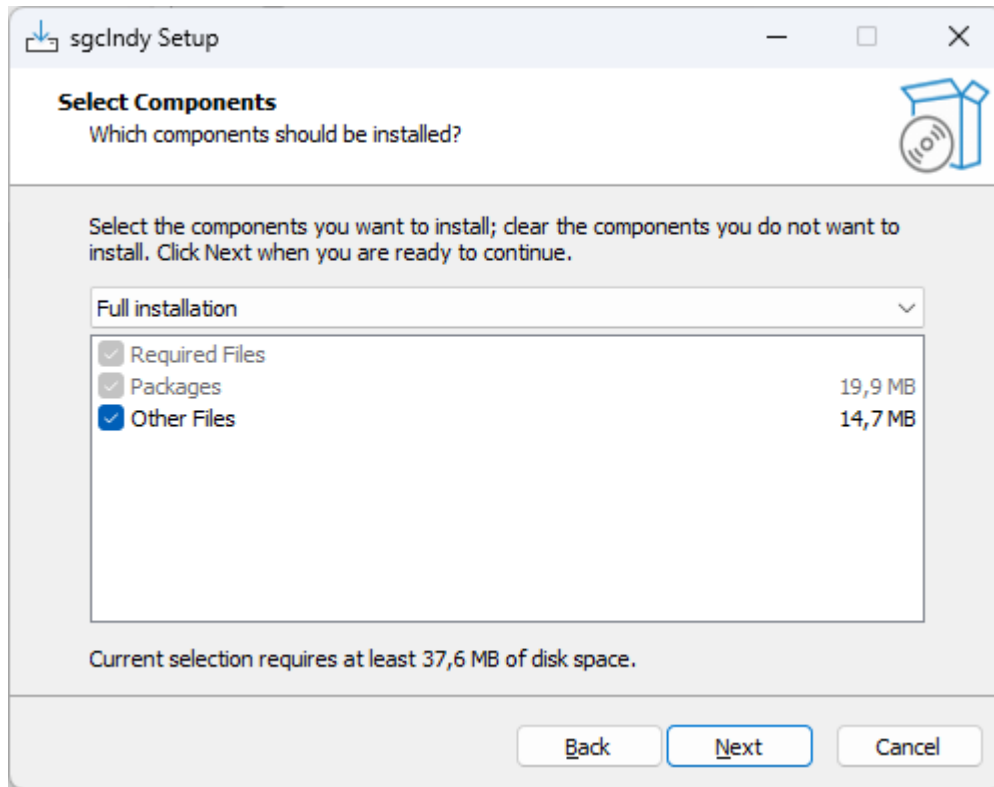 sgcIndy Setup
Select Components
Which components should be installed?
Select the components you want to install; clear the components you do not want to
install. Click Next when you are ready to continue.
Full installation
Required Files
Packages 19,9 MB
Other Files 14,7 MB
Current selection requires at least 37,6 MB of disk space.
Back Next Cancel